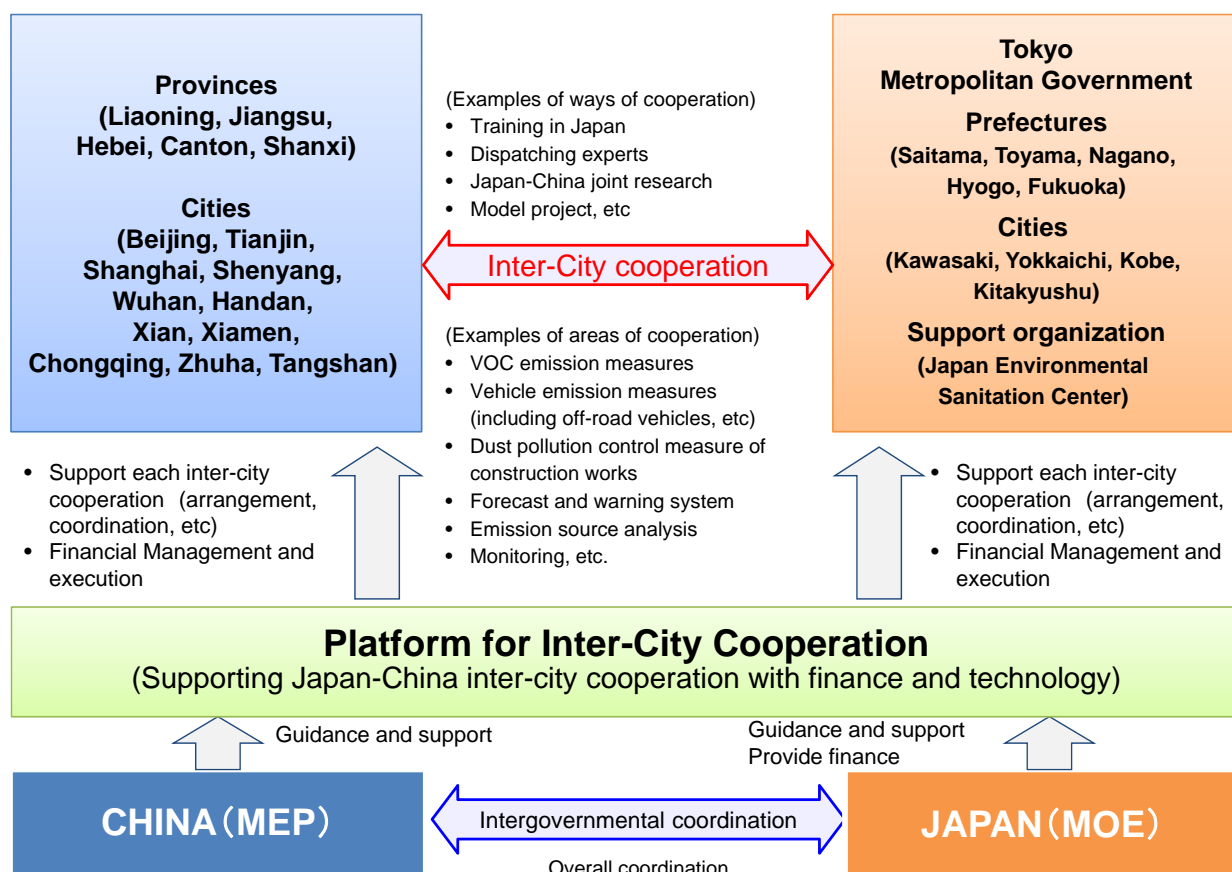 Provinces
(Liaoning, Jiangsu,
Hebei, Canton, Shanxi)
Cities
(Beijing, Tianjin,
Shanghai, Shenyang,
Wuhan, Handan,
Xian, Xiamen,
Chongqing, Zhuha, Tangshan)
(Examples of ways of cooperation)
• Training in Japan
• Dispatching experts
• Japan-China joint research
• Model project, etc
Inter-City cooperation
(Examples of areas of cooperation)
• VOC emission measures
• Vehicle emission measures
(including off-road vehicles, etc)
• Dust pollution control measure of
construction works
• Forecast and warning system
• Emission source analysis
• Monitoring, etc.
Tokyo
Metropolitan Government
Prefectures
(Saitama, Toyama, Nagano,
Hyogo, Fukuoka)
Cities
(Kawasaki, Yokkaichi, Kobe,
Kitakyushu)
Support organization
(Japan Environmental
Sanitation Center)
• Support each inter-city
cooperation (arrangement,
coordination, etc)
• Financial Management and
execution
• Support each inter-city
cooperation (arrangement,
coordination, etc)
• Financial Management and
execution
Platform for Inter-City Cooperation
(Supporting Japan-China inter-city cooperation with finance and technology)
Guidance and support
Guidance and support
Provide finance
CHINA（MEP）
Intergovernmental coordination
JAPAN（MOE）
Overall coordination